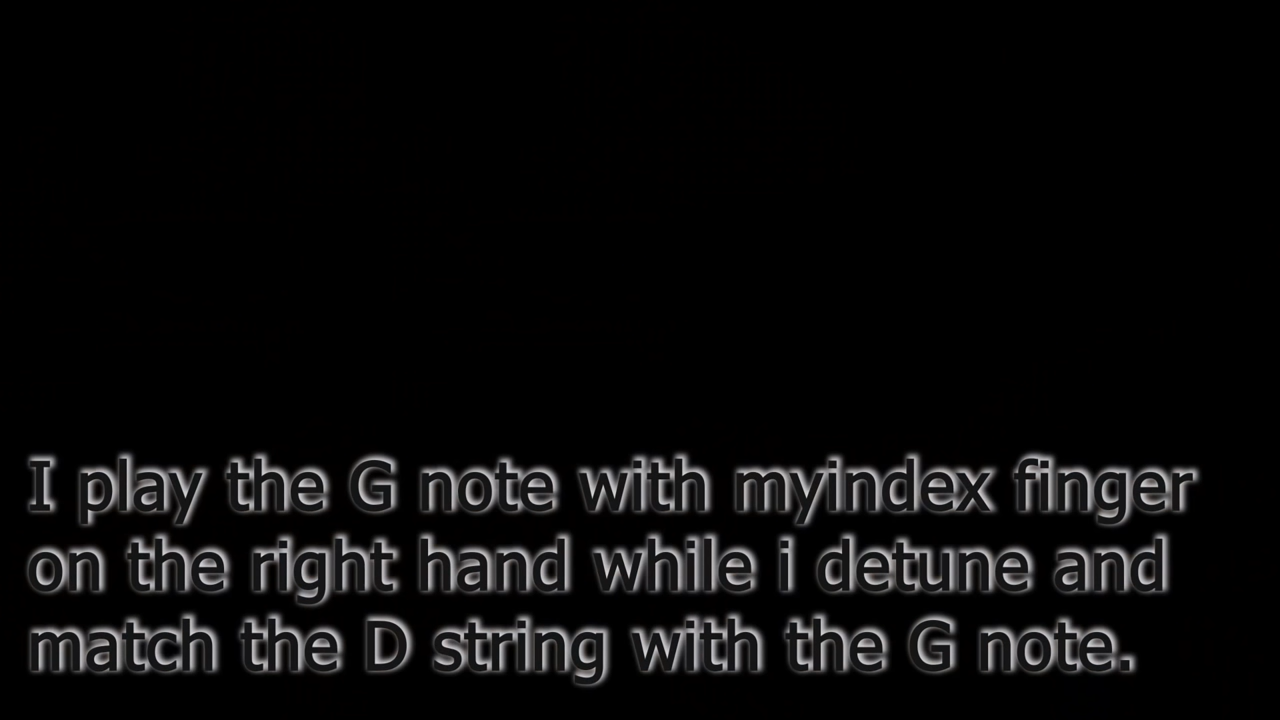 I play the G note with myindex finger
on the right hand while i detune and
match the D string with the G note.